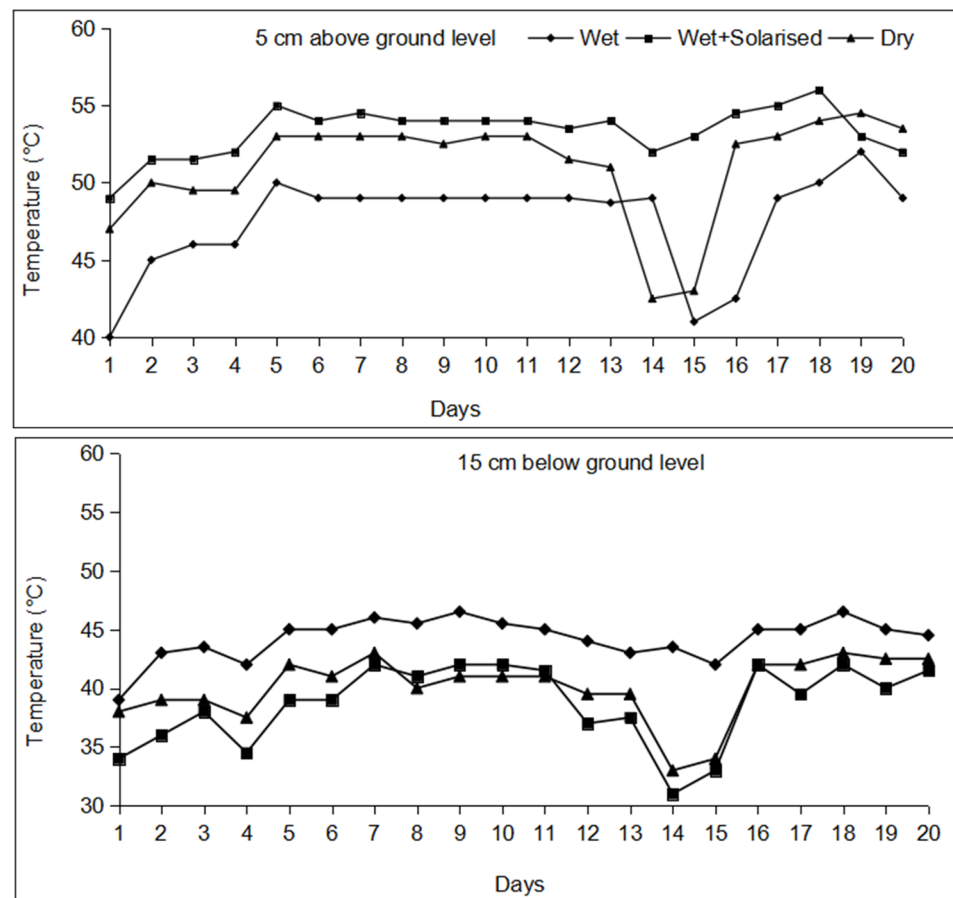 5 cm above ground level Wet Wet+Solarised Dry
Temperature (°C)
60
55
50
45
40
1 2 3 4 5 6 7 8 9 10 11 12 13 14 15 16 17 18 19 20
Days
15 cm below ground level
Temperature (°C)
60
55
50
45
40
35
30
1 2 3 4 5 6 7 8 9 10 11 12 13 14 15 16 17 18 19 20
Days